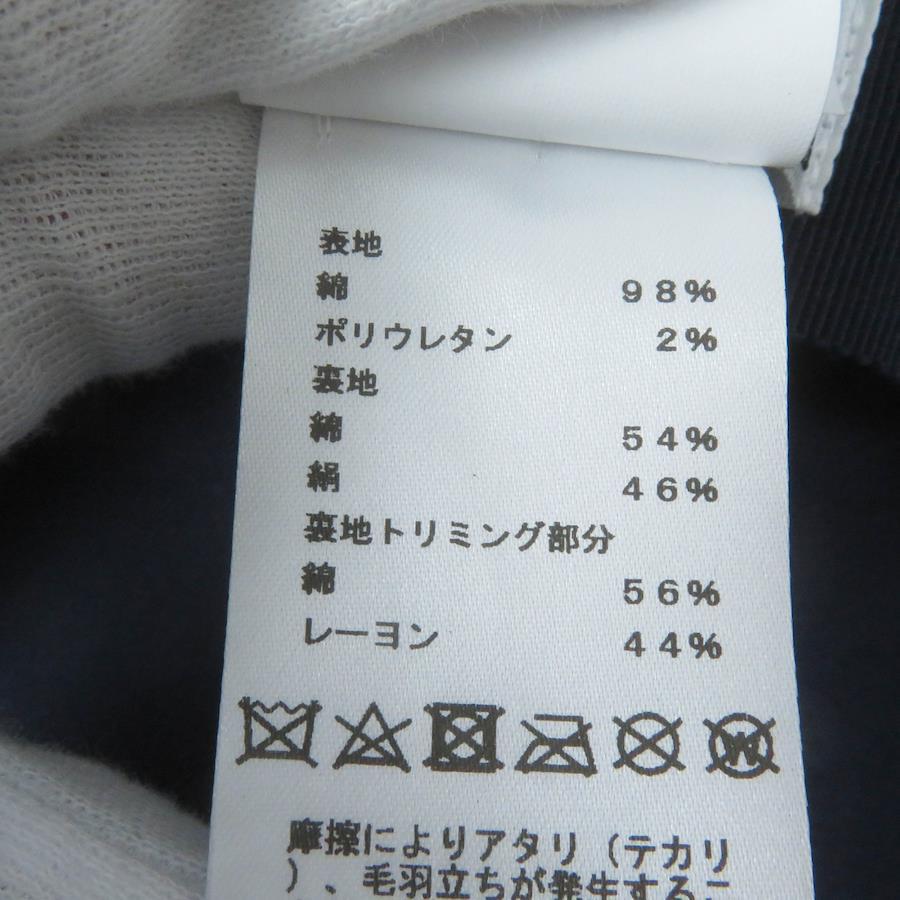 表地
綿 98%
ポリウレタン 2%
裏地
綿 54%
絹 46%
裏地トリミング部分
綿 56%
レーヨン 44%
W
摩擦によりアタリ（テカリ
）、毛羽立ちが発生するこ